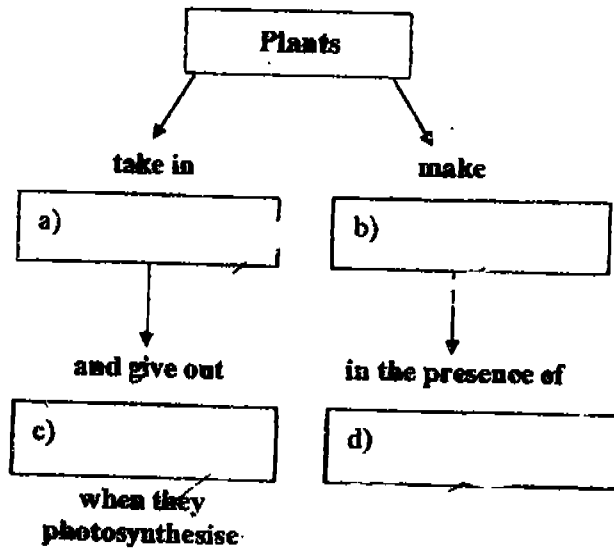 Plants
take in
make
a)
b)
and give out
in the presence of
c)
d)
when they
photosynthesise